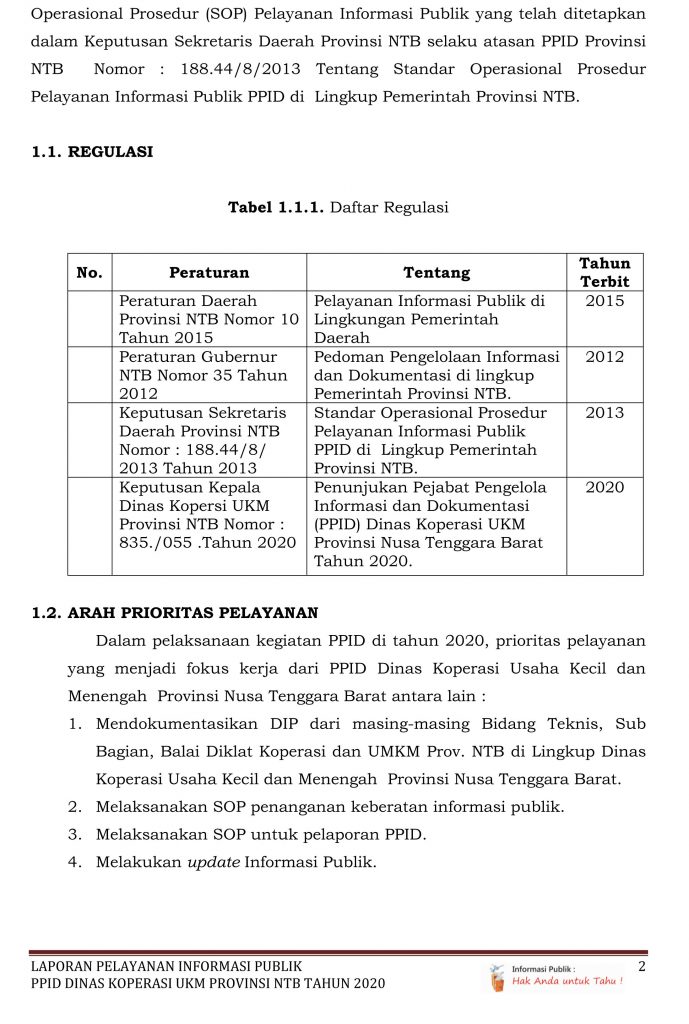 Operasional Prosedur (SOP) Pelayanan Informasi Publik yang telah ditetapkan
dalam Keputusan Sekretaris Daerah Provinsi NTB selaku atasan PPID Provinsi
NTB Nomor : 188.44/8/2013 Tentang Standar Operasional Prosedur
Pelayanan Informasi Publik PPID di Lingkup Pemerintah Provinsi NTB.
1.1. REGULASI
Tabel 1.1.1. Daftar Regulasi
No. Peraturan Tentang Tahun
Terbit
Peraturan Daerah Pelayanan Informasi Publik di 2015
Provinsi NTB Nomor 10 Lingkungan Pemerintah
Tahun 2015 Daerah
Peraturan Gubernur Pedoman Pengelolaan Informasi 2012
NTB Nomor 35 Tahun dan Dokumentasi di lingkup
2012 Pemerintah Provinsi NTB.
Keputusan Sekretaris Standar Operasional Prosedur 2013
Daerah Provinsi NTB Pelayanan Informasi Publik
Nomor : 188.44/8/ PPID di Lingkup Pemerintah
2013 Tahun 2013 Provinsi NTB.
Keputusan Kepala Penunjukan Pejabat Pengelola 2020
Dinas Kopersi UKM Informasi dan Dokumentasi
Provinsi NTB Nomor : (PPID) Dinas Koperasi UKM
835./055 .Tahun 2020 Provinsi Nusa Tenggara Barat
Tahun 2020.
1.2. ARAH PRIORITAS PELAYANAN
Dalam pelaksanaan kegiatan PPID di tahun 2020, prioritas pelayanan
yang menjadi fokus kerja dari PPID Dinas Koperasi Usaha Kecil dan
Menengah Provinsi Nusa Tenggara Barat antara lain :
1. Mendokumentasikan DIP dari masing-masing Bidang Teknis, Sub
Bagian, Balai Diklat Koperasi dan UMKM Prov. NTB di Lingkup Dinas
Koperasi Usaha Kecil dan Menengah Provinsi Nusa Tenggara Barat.
2. Melaksanakan SOP penanganan keberatan informasi publik.
3. Melaksanakan SOP untuk pelaporan PPID.
4. Melakukan update Informasi Publik.
LAPORAN PELAYANAN INFORMASI PUBLIK
PPID DINAS KOPERASI UKM PROVINSI NTB TAHUN 2020
Informasi Publik :
Hak Anda untuk Tahu !
2